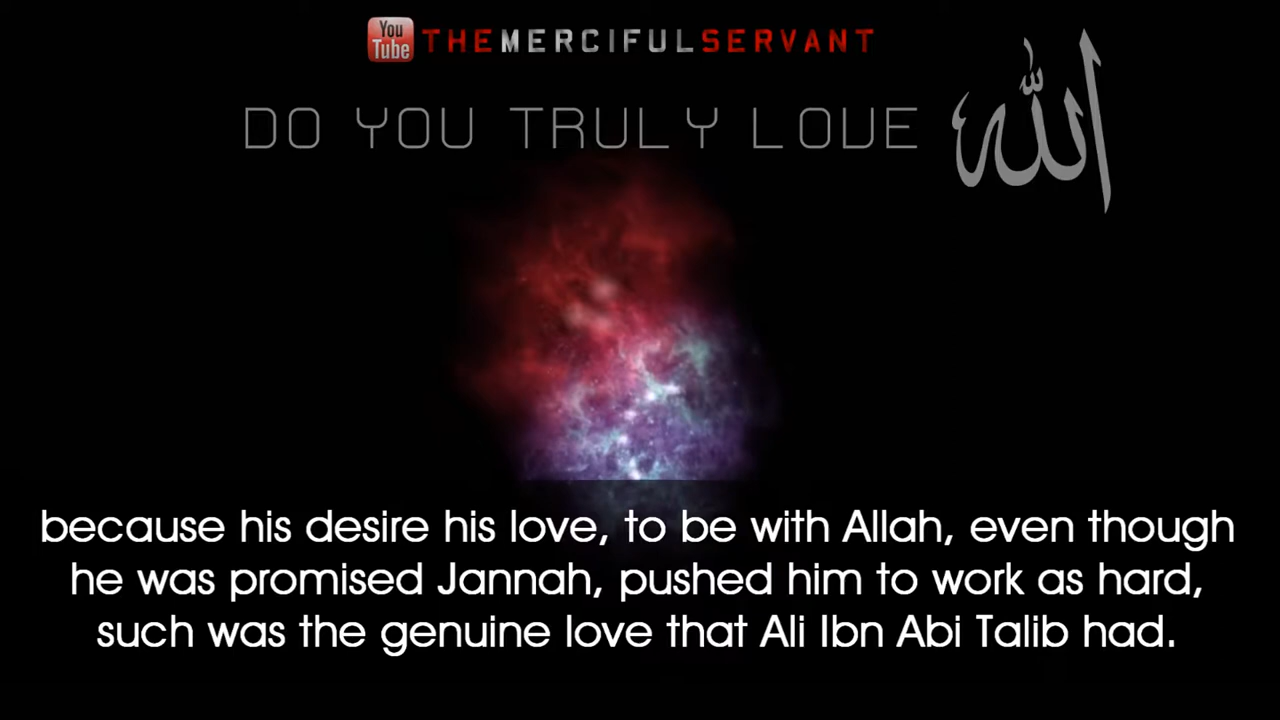 You Tube THEMERCIFULSERVANT
DO YOU TRULY LOVE الله
because his desire his love, to be with Allah, even though
he was promised Jannah, pushed him to work as hard,
such was the genuine love that Ali Ibn Abi Talib had.